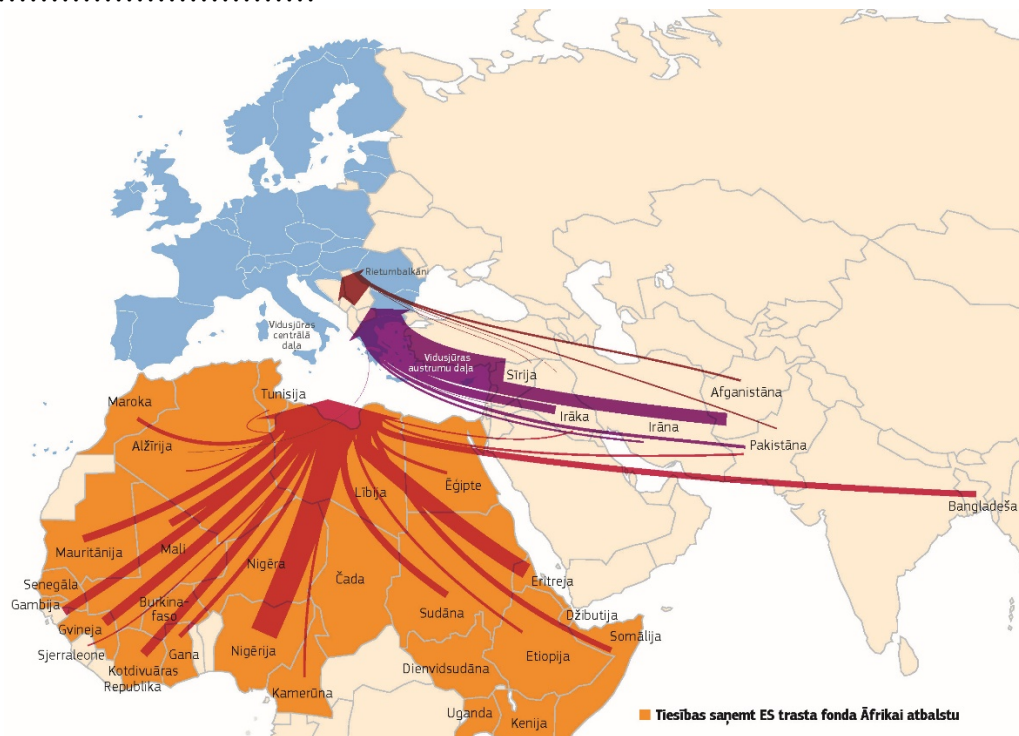 Rietumbalkāni
Vidusjūras
centrālā
daļa
Vidusjūras
austrumu daļa
Sīrija
Afganistāna
Irāka
Irāna
Pakistāna
Bangladeša
Maroka
Tunisija
Alžīrija
Lībija
Ēģipte
Mauritānija
Mali
Nigēra
Čada
Sudāna
Eritreja
Džibutija
Somālija
Senegāla
Gambija
Gvineja
Sjerraleone
Burkina-
faso
Kotdivuāras
Republika
Gana
Nigērija
Kamerūna
Dienvidsudāna
Etiopija
Uganda
Kenija
Tiesības saņemt ES trasta fonda Āfrikai atbalstu